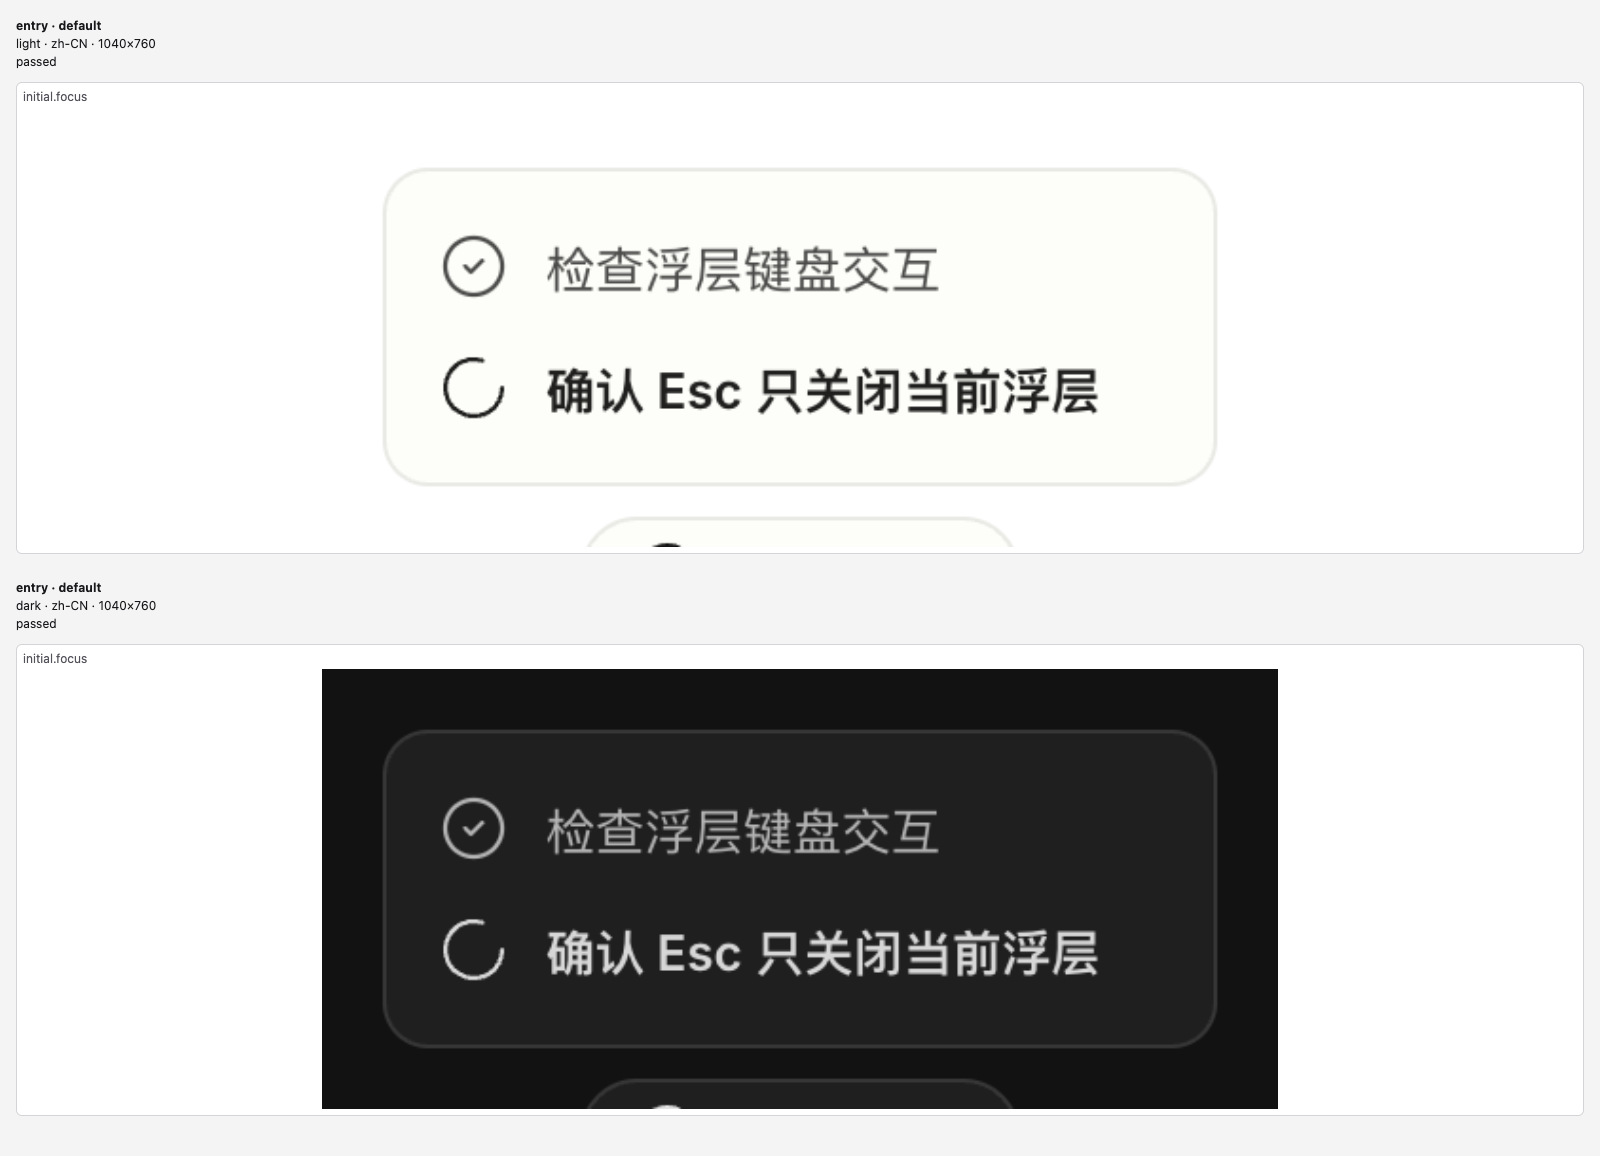 entry · default
light · zh-CN · 1040×760
passed
initial.focus
检查浮层键盘交互
确认 Esc 只关闭当前浮层
entry · default
dark · zh-CN · 1040×760
passed
initial.focus
检查浮层键盘交互
确认 Esc 只关闭当前浮层